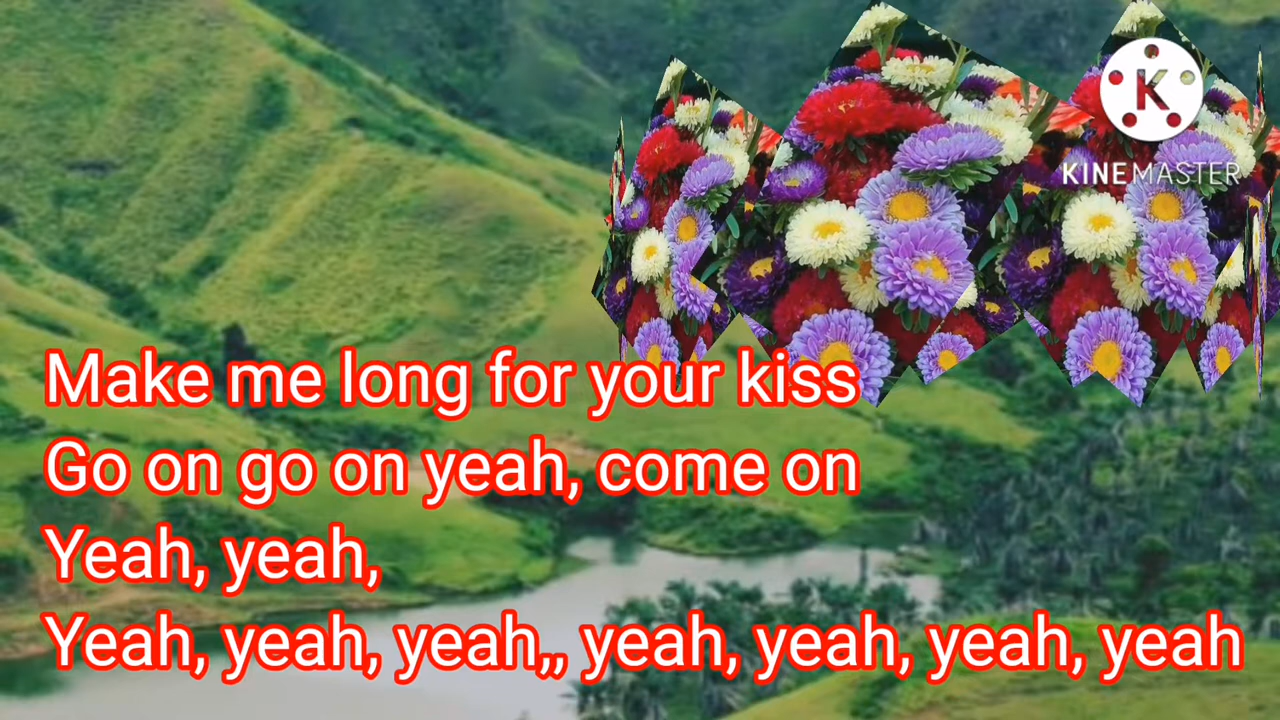 K
KINEMASTER
Make me long for your kiss
Go on go on yeah, come on
Yeah, yeah,
Yeah, yeah, yeah,, yeah, yeah, yeah, yeah